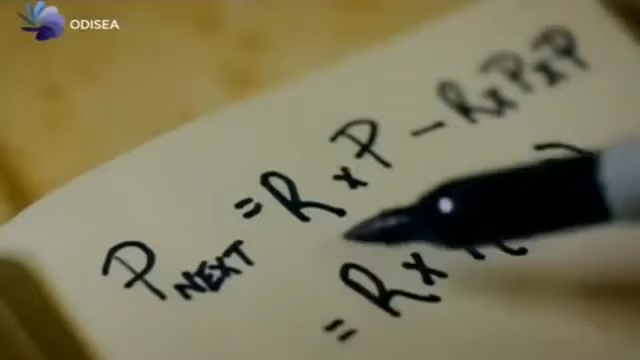 ODISEA
P NEXT = R x P - R x P x P
= R x